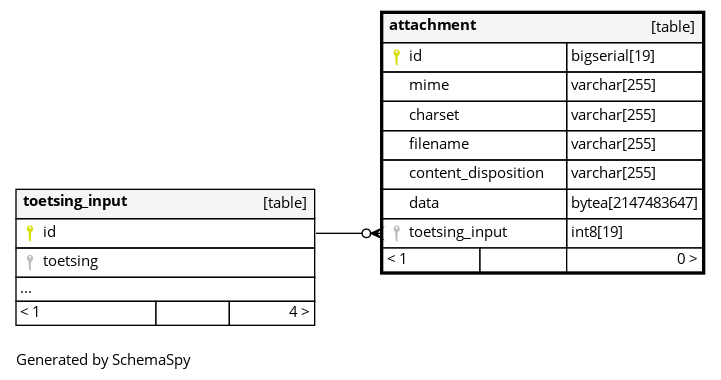 attachment [table]
id bigserial[19]
mime varchar[255]
charset varchar[255]
filename varchar[255]
content_disposition varchar[255]
data bytea[2147483647]
toetsing_input int8[19]
< 1 0 >
toetsing_input [table]
id
toetsing
...
< 1 4 >
Generated by SchemaSpy